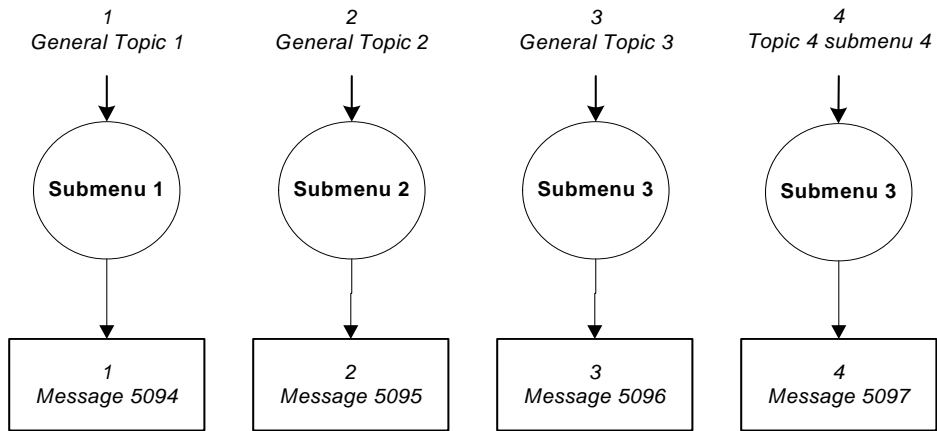 1
General Topic 1
2
General Topic 2
3
General Topic 3
4
Topic 4 submenu 4
Submenu 1
Submenu 2
Submenu 3
Submenu 3
1
Message 5094
2
Message 5095
3
Message 5096
4
Message 5097